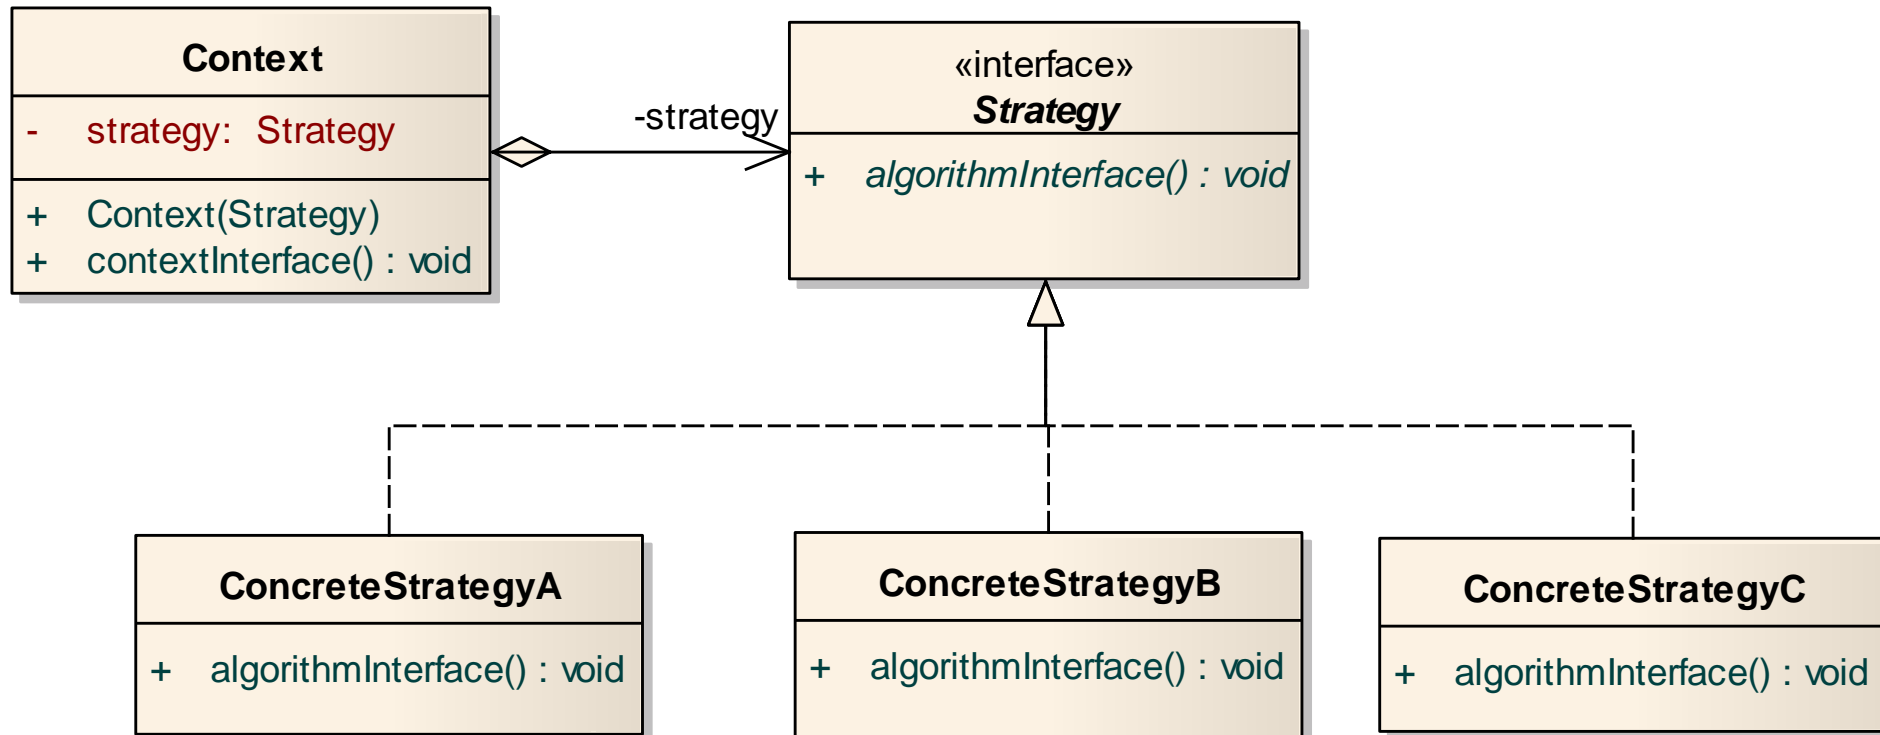 Context
- strategy: Strategy
+ Context(Strategy)
+ contextInterface() : void
-strategy
«interface»
Strategy
+ algorithmInterface() : void
ConcreteStrategyA
+ algorithmInterface() : void
ConcreteStrategyB
+ algorithmInterface() : void
ConcreteStrategyC
+ algorithmInterface() : void